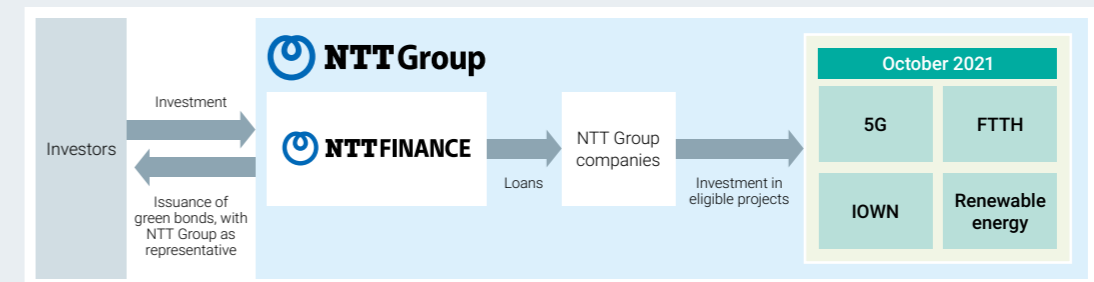 Investors
Investment
Issuance of
green bonds, with
NTT Group as
representative
NTT Group
NTT FINANCE
Loans
NTT Group
companies
Investment in
eligible projects
October 2021
5G
FTTH
IOWN
Renewable
energy